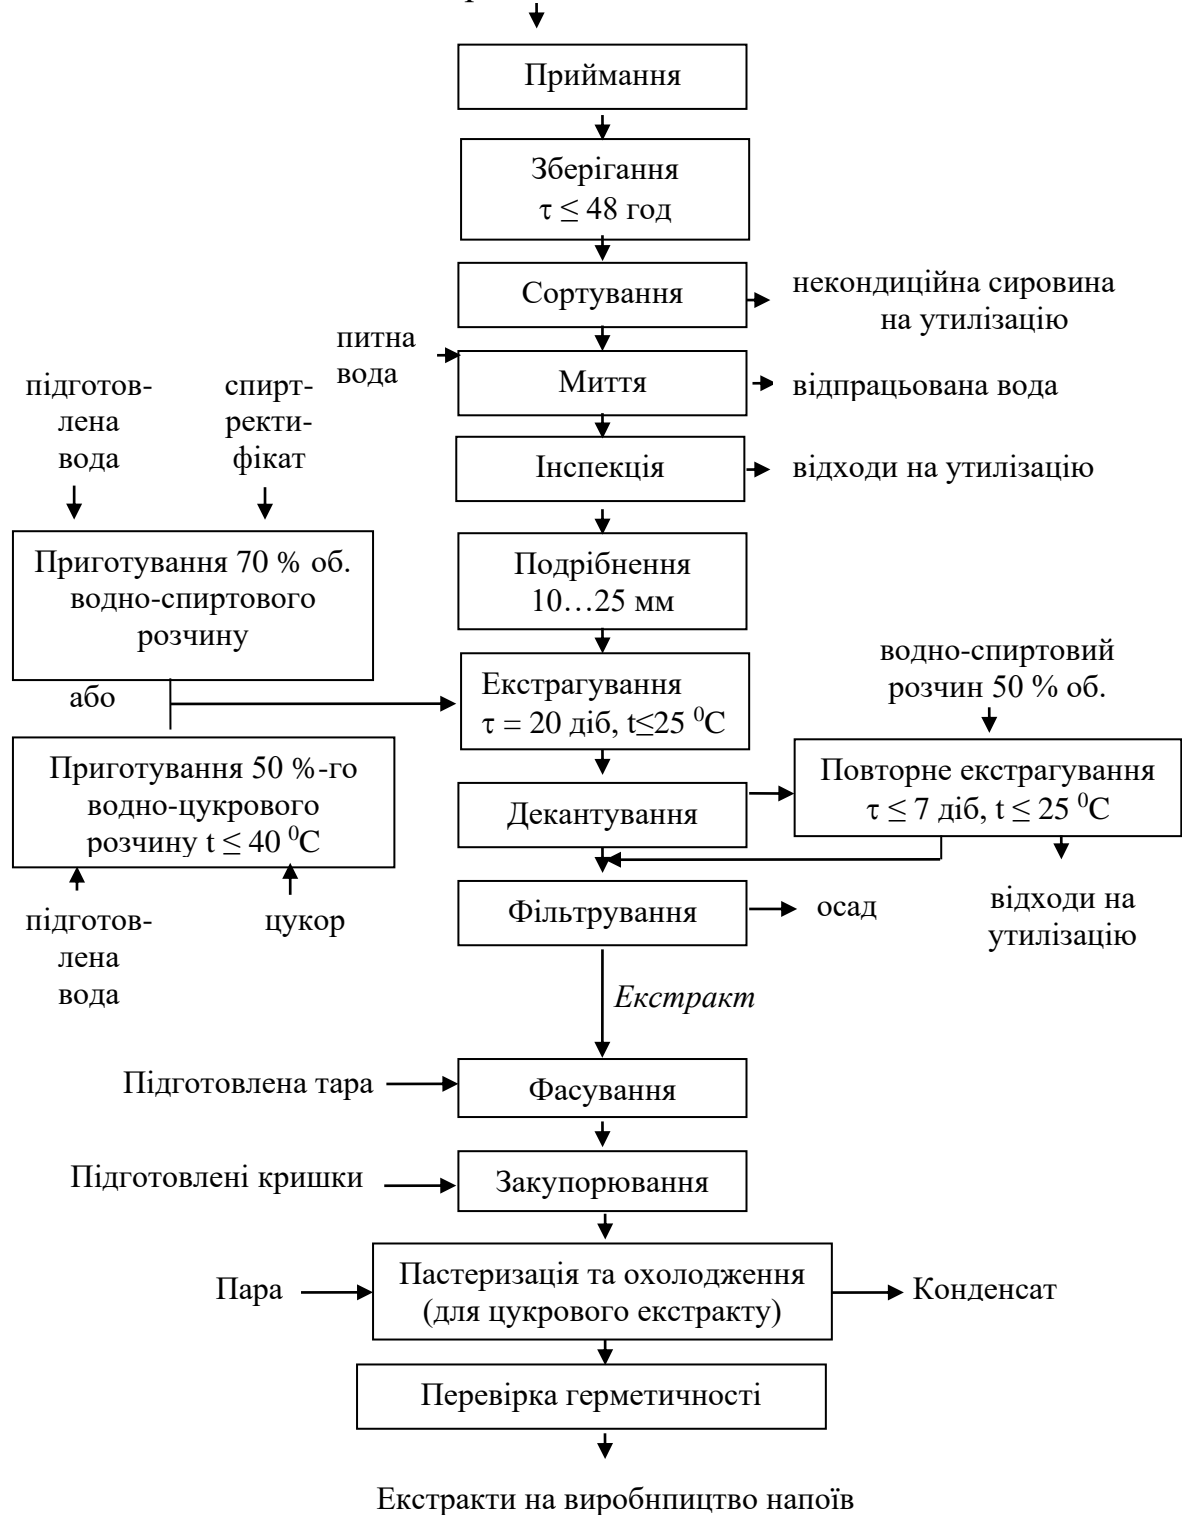 Приймання
Зберігання
τ ≤ 48 год
Сортування
некондиційна сировина
на утилізацію
питна
вода
Миття
відпрацьована вода
підготов-
лена
вода
спирт-
ректи-
фікат
Інспекція
відходи на утилізацію
Приготування 70 % об.
водно-спиртового
розчину
Подрібнення
10…25 мм
або
Екстрагування
τ = 20 діб, t≤25 ⁰С
водно-спиртовий
розчин 50 % об.
Приготування 50 %-го
водно-цукрового
розчину t ≤ 40 ⁰С
Декантування
Повторне екстрагування
τ ≤ 7 діб, t ≤ 25 ⁰С
підготов-
лена
вода
цукор
Фільтрування
осад
відходи на
утилізацію
Екстракт
Підготовлена тара
Фасування
Підготовлені кришки
Закупорювання
Пара
Пастеризація та охолодження
(для цукрового екстракту)
Конденсат
Перевірка герметичності
Екстракти на виробнпицтво напоїв